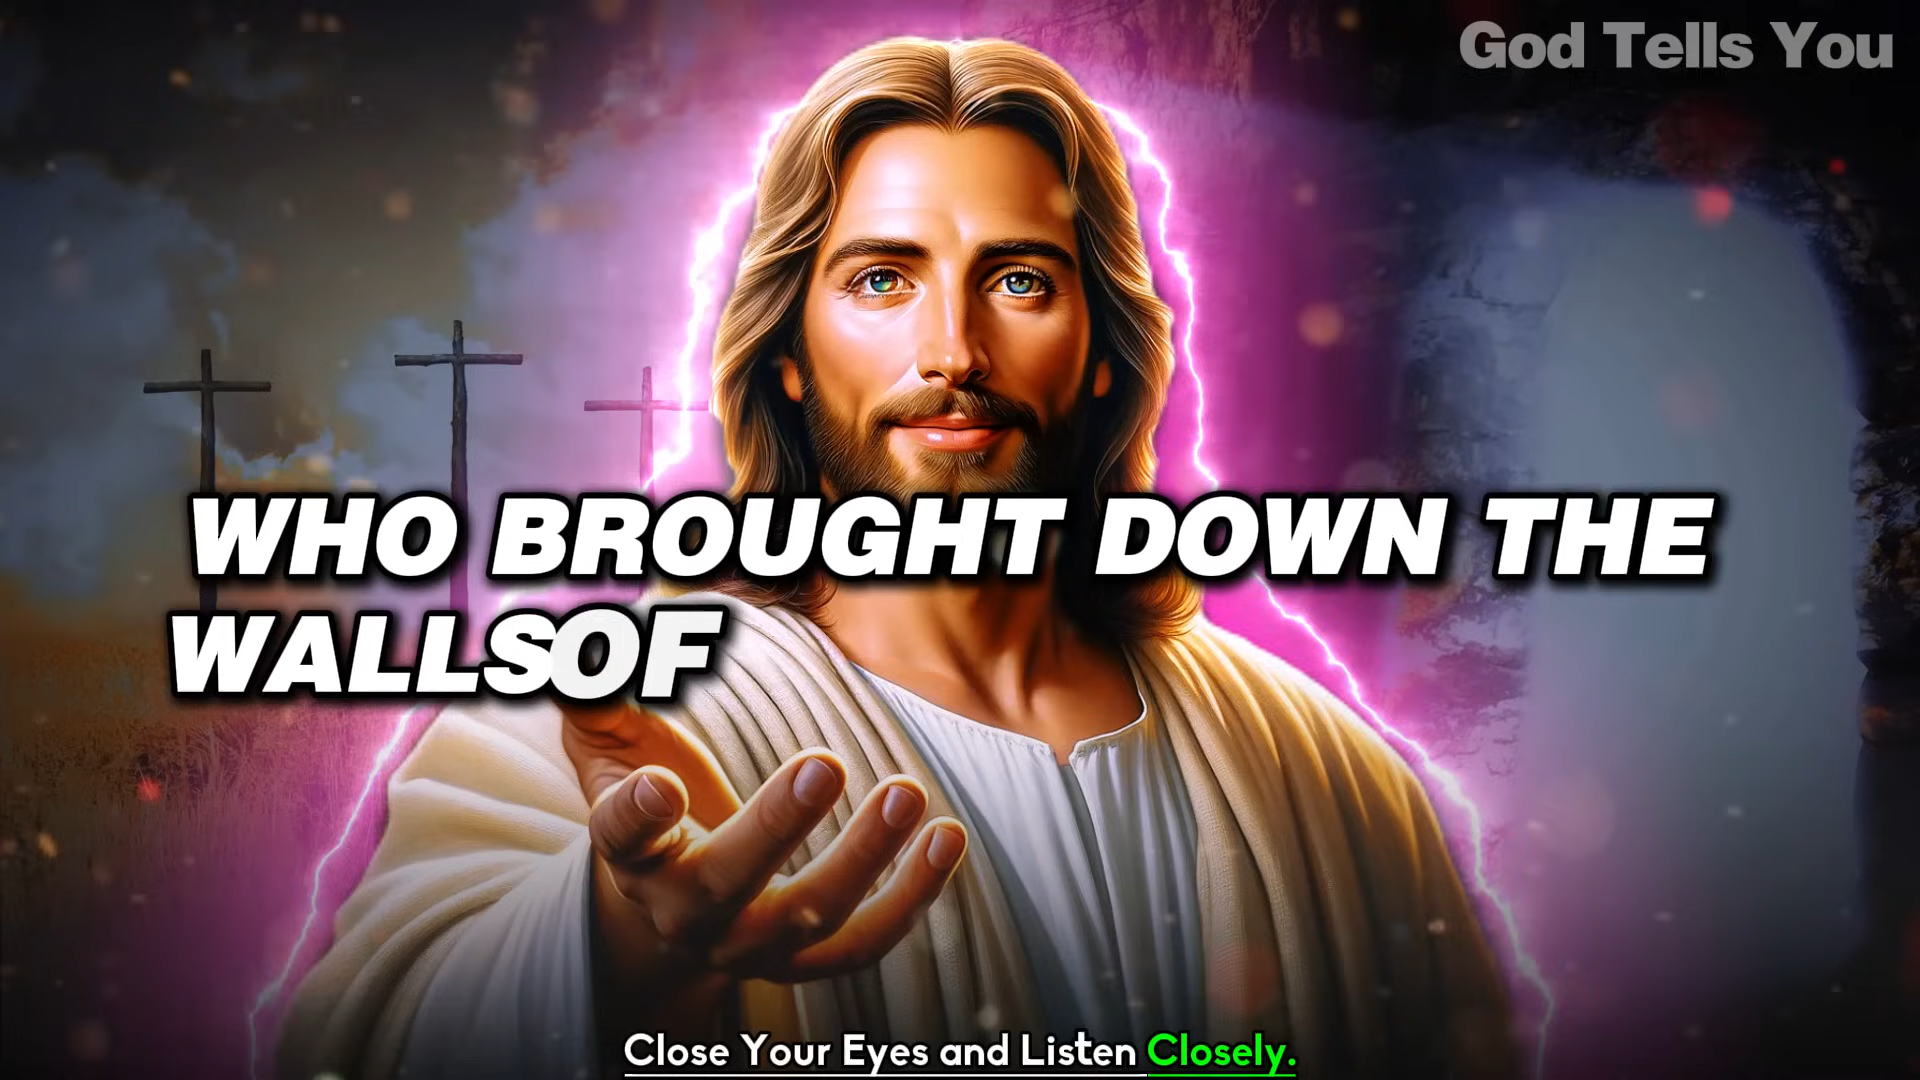 God Tells You
WHO BROUGHT DOWN THE
WALLSOF
Close Your Eyes and Listen Closely.